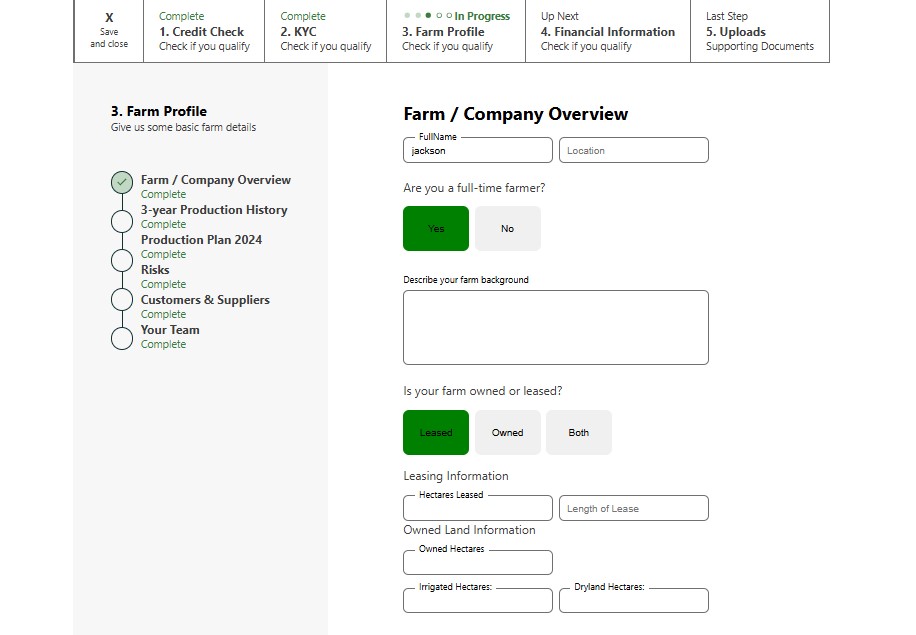 X
Save
and close
Complete
1. Credit Check
Check if you qualify
Complete
2. KYC
Check if you qualify
In Progress
3. Farm Profile
Check if you qualify
Up Next
4. Financial Information
Check if you qualify
Last Step
5. Uploads
Supporting Documents
3. Farm Profile
Give us some basic farm details
Farm / Company Overview
Complete
3-year Production History
Complete
Production Plan 2024
Complete
Risks
Complete
Customers & Suppliers
Complete
Your Team
Complete
Farm / Company Overview
FullName
jackson
Location
Are you a full-time farmer?
Yes No
Describe your farm background
Is your farm owned or leased?
Leased Owned Both
Leasing Information
Hectares Leased
Length of Lease
Owned Land Information
Owned Hectares
Irrigated Hectares: Dryland Hectares: